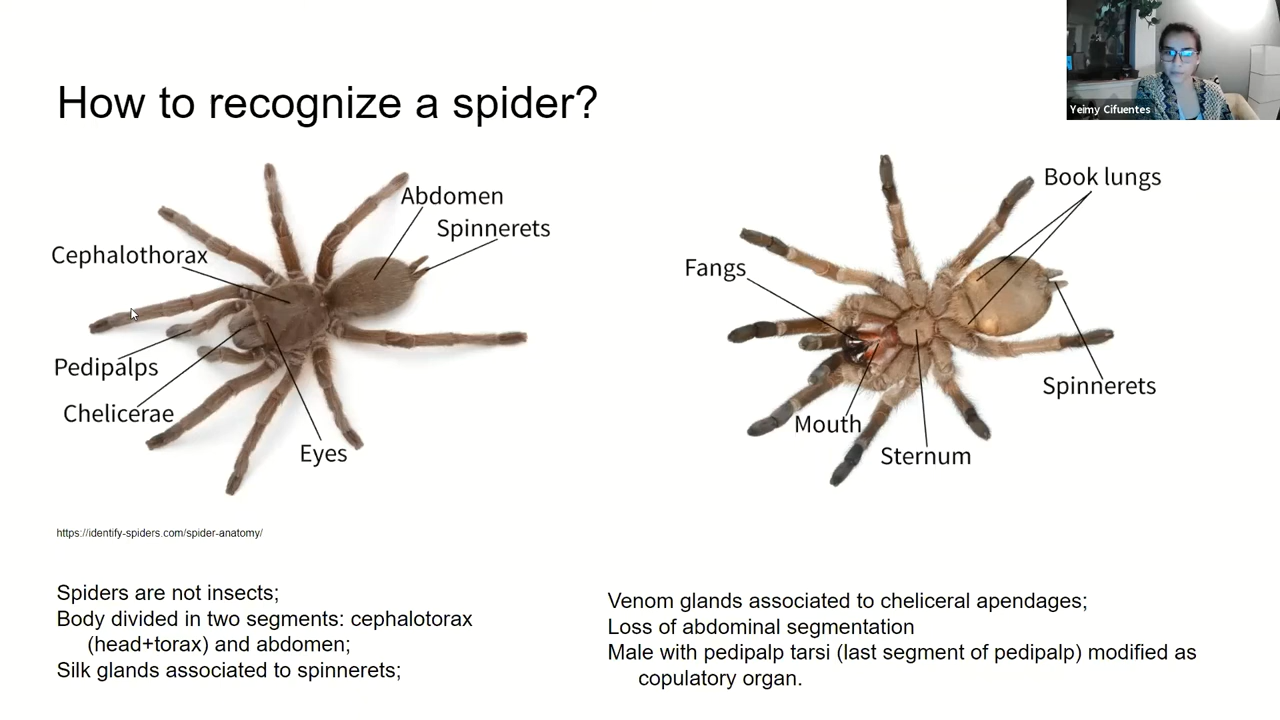 How to recognize a spider?
Yeimy Cifuentes
Abdomen
Spinnerets
Cephalothorax
Pedipalps
Chelicerae
Eyes
Book lungs
Fangs
Spinnerets
Mouth
Sternum
https://identify-spiders.com/spider-anatomy/
Spiders are not insects;
Body divided in two segments: cephalotorax
(head+torax) and abdomen;
Silk glands associated to spinnerets;
Venom glands associated to cheliceral apendages;
Loss of abdominal segmentation
Male with pedipalp tarsi (last segment of pedipalp) modified as
copulatory organ.